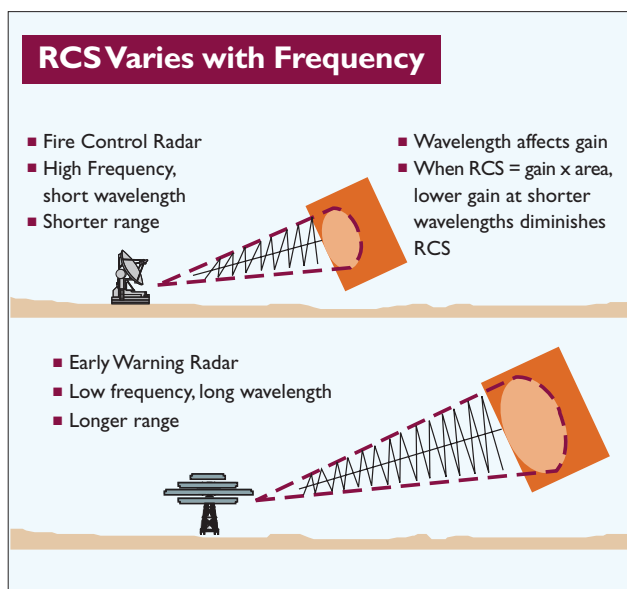 RCS Varies with Frequency
■ Fire Control Radar
■ High Frequency,
short wavelength
■ Shorter range
■ Wavelength affects gain
■ When RCS = gain x area,
lower gain at shorter
wavelengths diminishes
RCS
■ Early Warning Radar
■ Low frequency, long wavelength
■ Longer range